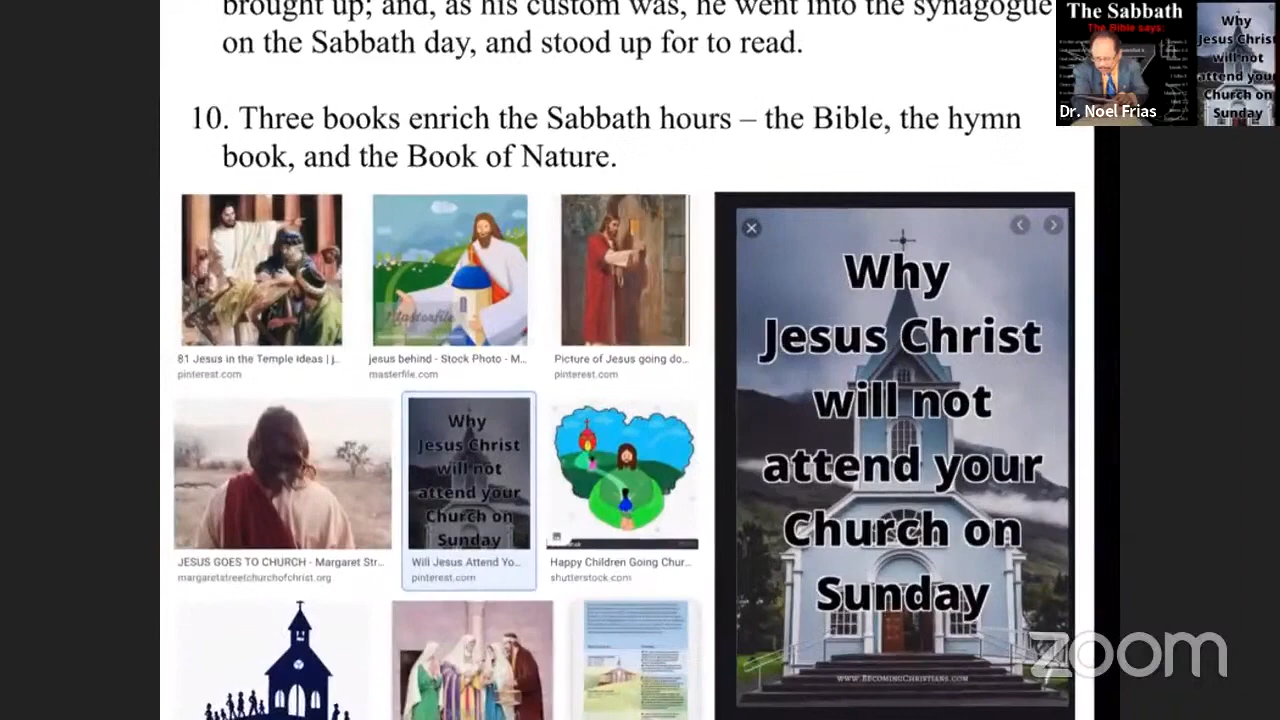 brought up; and, as his custom was, he went into the synagogue
on the Sabbath day, and stood up for to read.
10. Three books enrich the Sabbath hours – the Bible, the hymn
book, and the Book of Nature.
The Sabbath
The Bible says:
Dr. Noel Frias
Why
Jesus Christ
will not
attend your
Church on
Sunday
Masterfile
81 Jesus in the Temple ideas | j...
pinterest.com
jesus behind - Stock Photo - M...
masterfile.com
Picture of Jesus going do...
pinterest.com
Why
Jesus Christ
will not
attend your
Church on
Sunday
JESUS GOES TO CHURCH - Margaret Str...
margaretstreetchurchofchrist.org
Will Jesus Attend Yo...
pinterest.com
Happy Children Going Chur...
shutterstock.com
Why
Jesus Christ
will not
attend your
Church on
Sunday
www.BecomingChristians.com
zoom